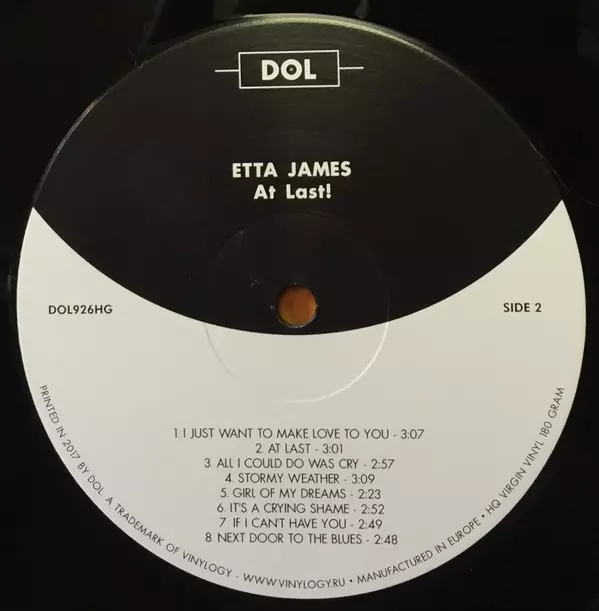 DOL
ETTA JAMES
At Last!
DOL926HG
SIDE 2
1. I JUST WANT TO MAKE LOVE TO YOU - 3:07
2. AT LAST - 3:01
3. ALL I COULD DO WAS CRY - 2:57
4. STORMY WEATHER - 3:09
5. GIRL OF MY DREAMS - 2:23
6. IT'S A CRYING SHAME - 2:52
7. IF I CAN'T HAVE YOU - 2:49
8. NEXT DOOR TO THE BLUES - 2:48
PRINTED IN 2017 BY DOL A TRADEMARK OF VINYLOGY - WWW.VINYLOGY.RU • MANUFACTURED IN EUROPE • HQ VIRGIN VINYL 180 GRAM